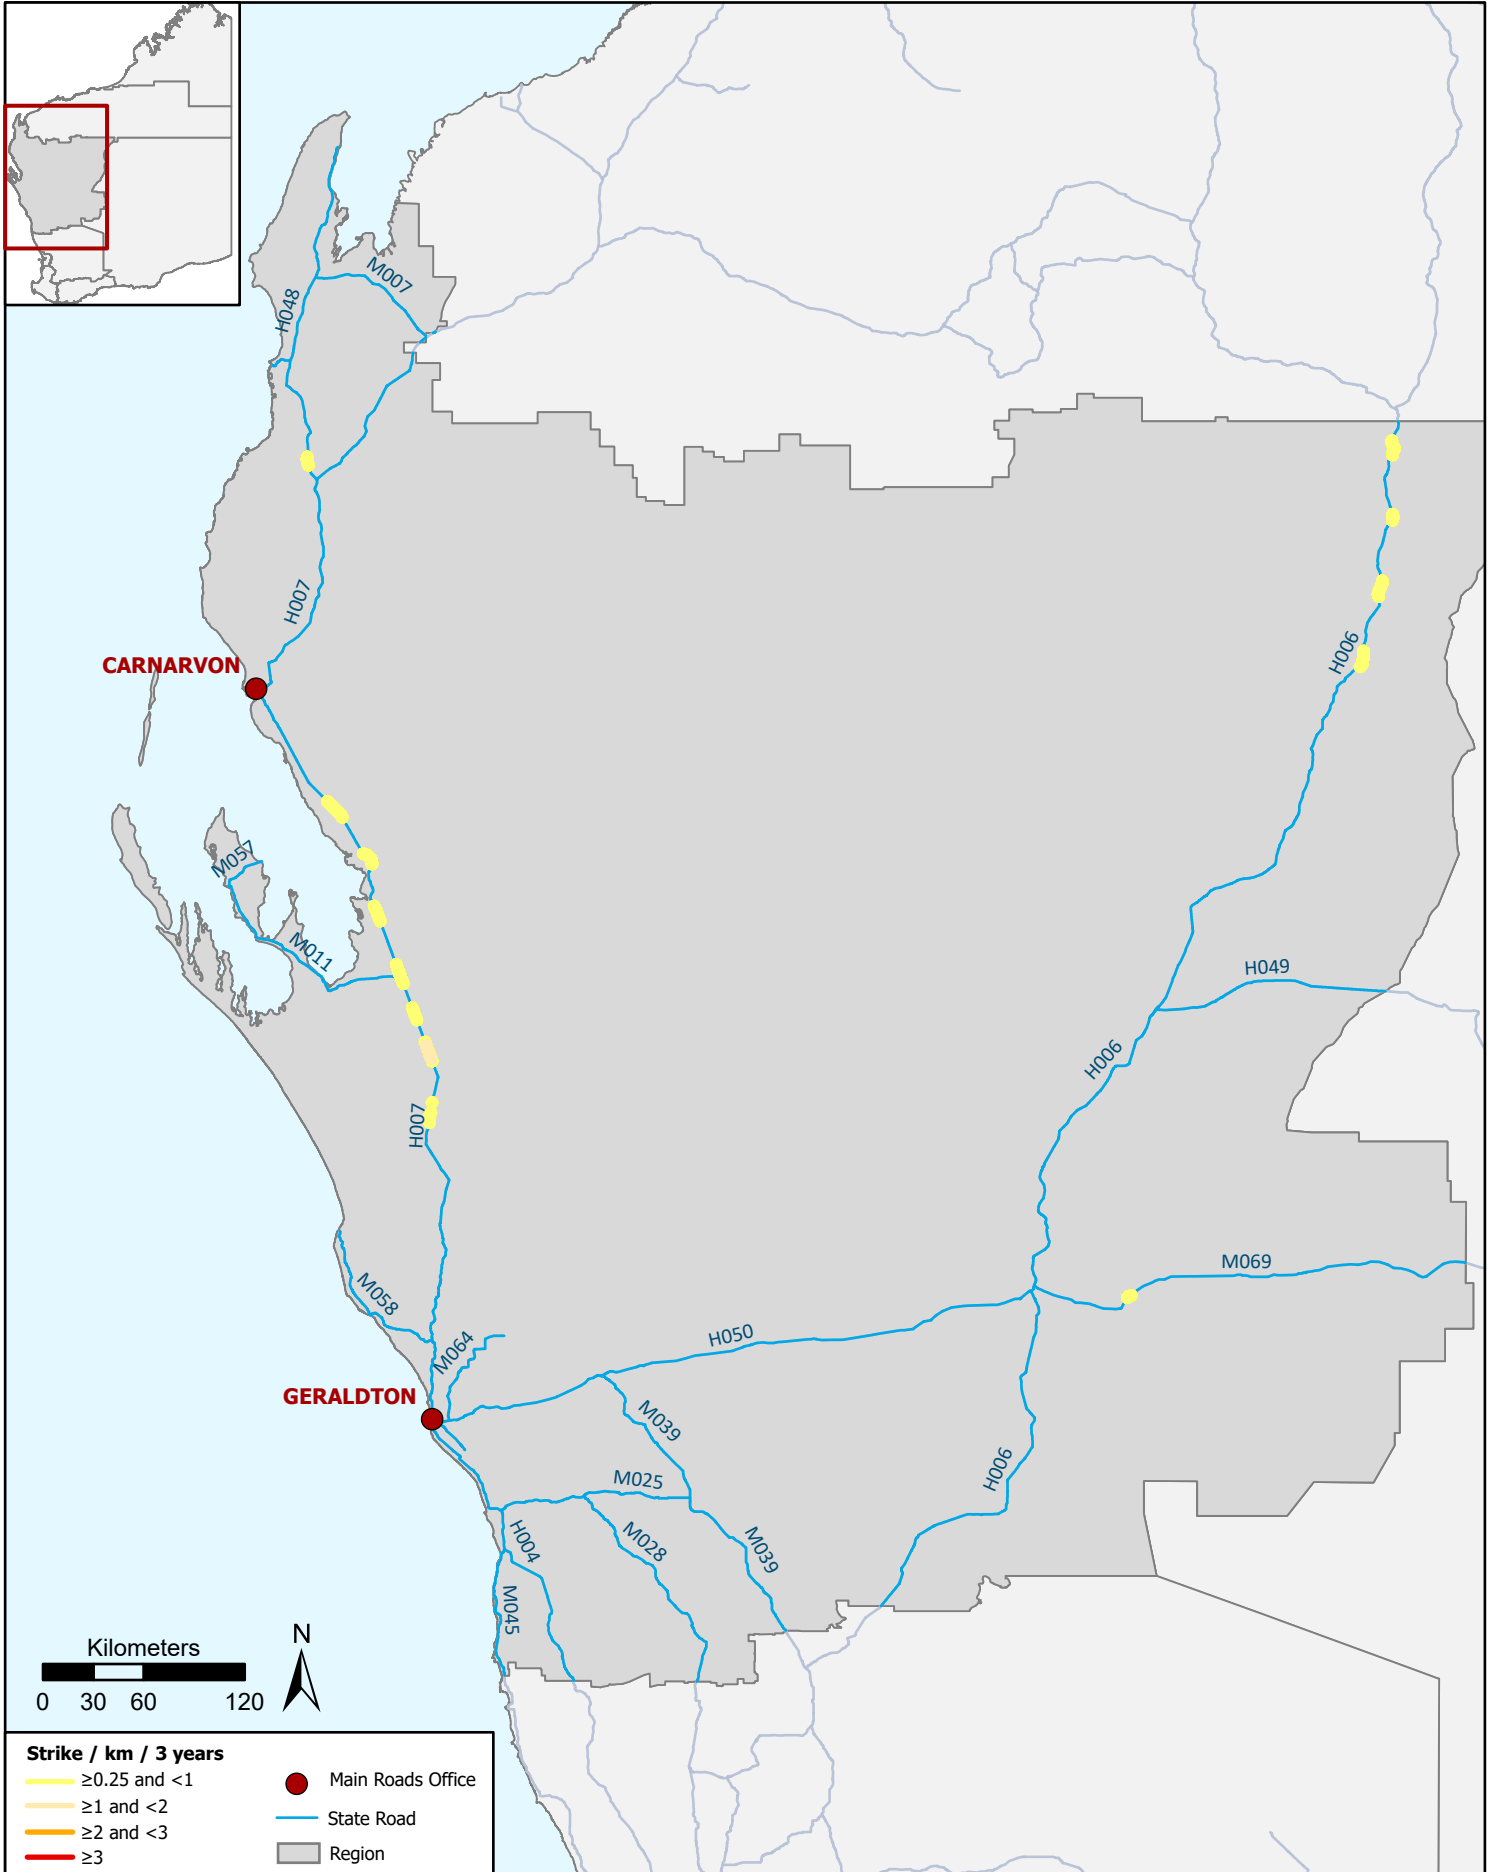 M007
H048
H007
CARNARVON
H006
M057
M011
H049
H006
H007
M069
M058
M064
H050
GERALDTON
M039
M025
H006
H004
M028
M039
M045
Kilometers
0 30 60 120
N
Strike / km / 3 years
≥0.25 and <1
≥1 and <2
≥2 and <3
≥3
Main Roads Office
State Road
Region